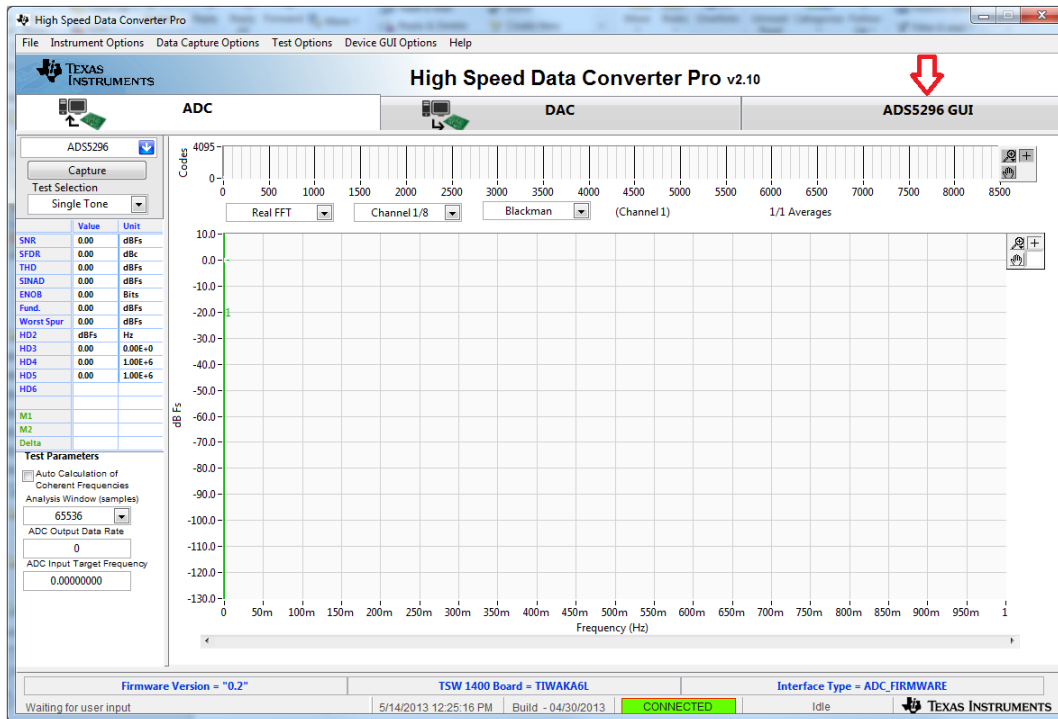 High Speed Data Converter Pro
File Instrument Options Data Capture Options Test Options Device GUI Options Help
TEXAS INSTRUMENTS
High Speed Data Converter Pro v2.10
ADC DAC ADS5296 GUI
ADS5296
Capture
Test Selection
Single Tone
Value Unit
SNR 0.00 dBFs
SFDR 0.00 dBc
THD 0.00 dBFs
SINAD 0.00 dBFs
ENOB 0.00 Bits
Fund. 0.00 dBFs
Worst Spur 0.00 dBFs
HD2 dBFs Hz
HD3 0.00 0.00E+0
HD4 0.00 1.00E+6
HD5 0.00 1.00E+6
HD6
M1
M2
Delta
Test Parameters
Auto Calculation of
Coherent Frequencies
Analysis Window (samples)
65536
ADC Output Data Rate
0
ADC Input Target Frequency
0.00000000
Codes
4095
0
0 500 1000 1500 2000 2500 3000 3500 4000 4500 5000 5500 6000 6500 7000 7500 8000 8500
Real FFT Channel 1/8 Blackman (Channel 1) 1/1 Averages
dB Fs
10.0
0.0
-10.0
-20.0
1
-30.0
-40.0
-50.0
-60.0
-70.0
-80.0
-90.0
-100.0
-110.0
-120.0
-130.0
0 50m 100m 150m 200m 250m 300m 350m 400m 450m 500m 550m 600m 650m 700m 750m 800m 850m 900m 950m 1
Frequency (Hz)
Firmware Version = "0.2" TSW 1400 Board = TIWAKA6L Interface Type = ADC_FIRMWARE
Waiting for user input 5/14/2013 12:25:16 PM Build - 04/30/2013 CONNECTED Idle TEXAS INSTRUMENTS